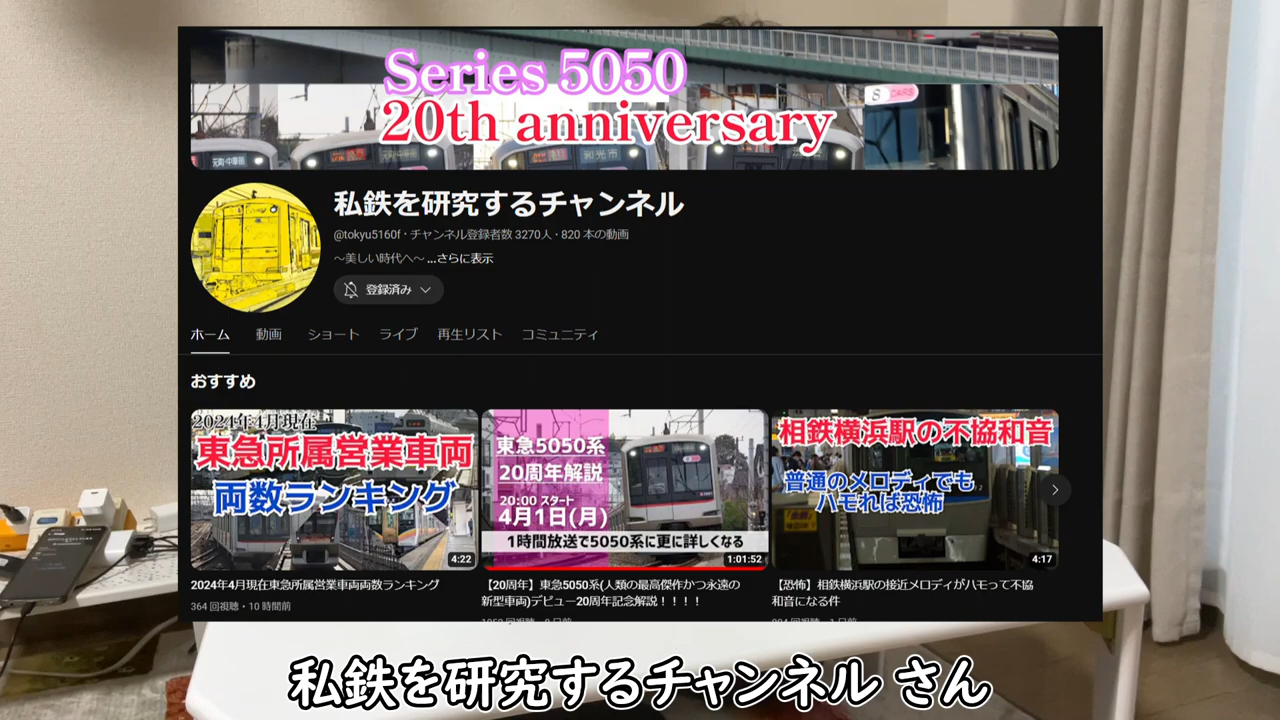 Series 5050
20th anniversary
8 CARS
元町・中華街
和光市
私鉄を研究するチャンネル
@tokyu5160f・チャンネル登録者数 3270人・820 本の動画
～美しい時代へ～ ...さらに表示
登録済み
ホーム 動画 ショート ライブ 再生リスト コミュニティ
おすすめ
2024年4月現在
東急所属営業車両
両数ランキング
4:22
東急5050系
20周年解説
20:00 スタート
4月1日(月)
1時間放送で5050系に更に詳しくなる
1:01:52
相鉄横浜駅の不協和音
普通のメロディでも
ハモれば恐怖
4:17
2024年4月現在東急所属営業車両両数ランキング
364 回視聴・10 時間前
【20周年】東急5050系(人類の最高傑作かつ永遠の
新型車両)デビュー20周年記念解説！！！！
【恐怖】相鉄横浜駅の接近メロディがハモって不協
和音になる件
私鉄を研究するチャンネル さん